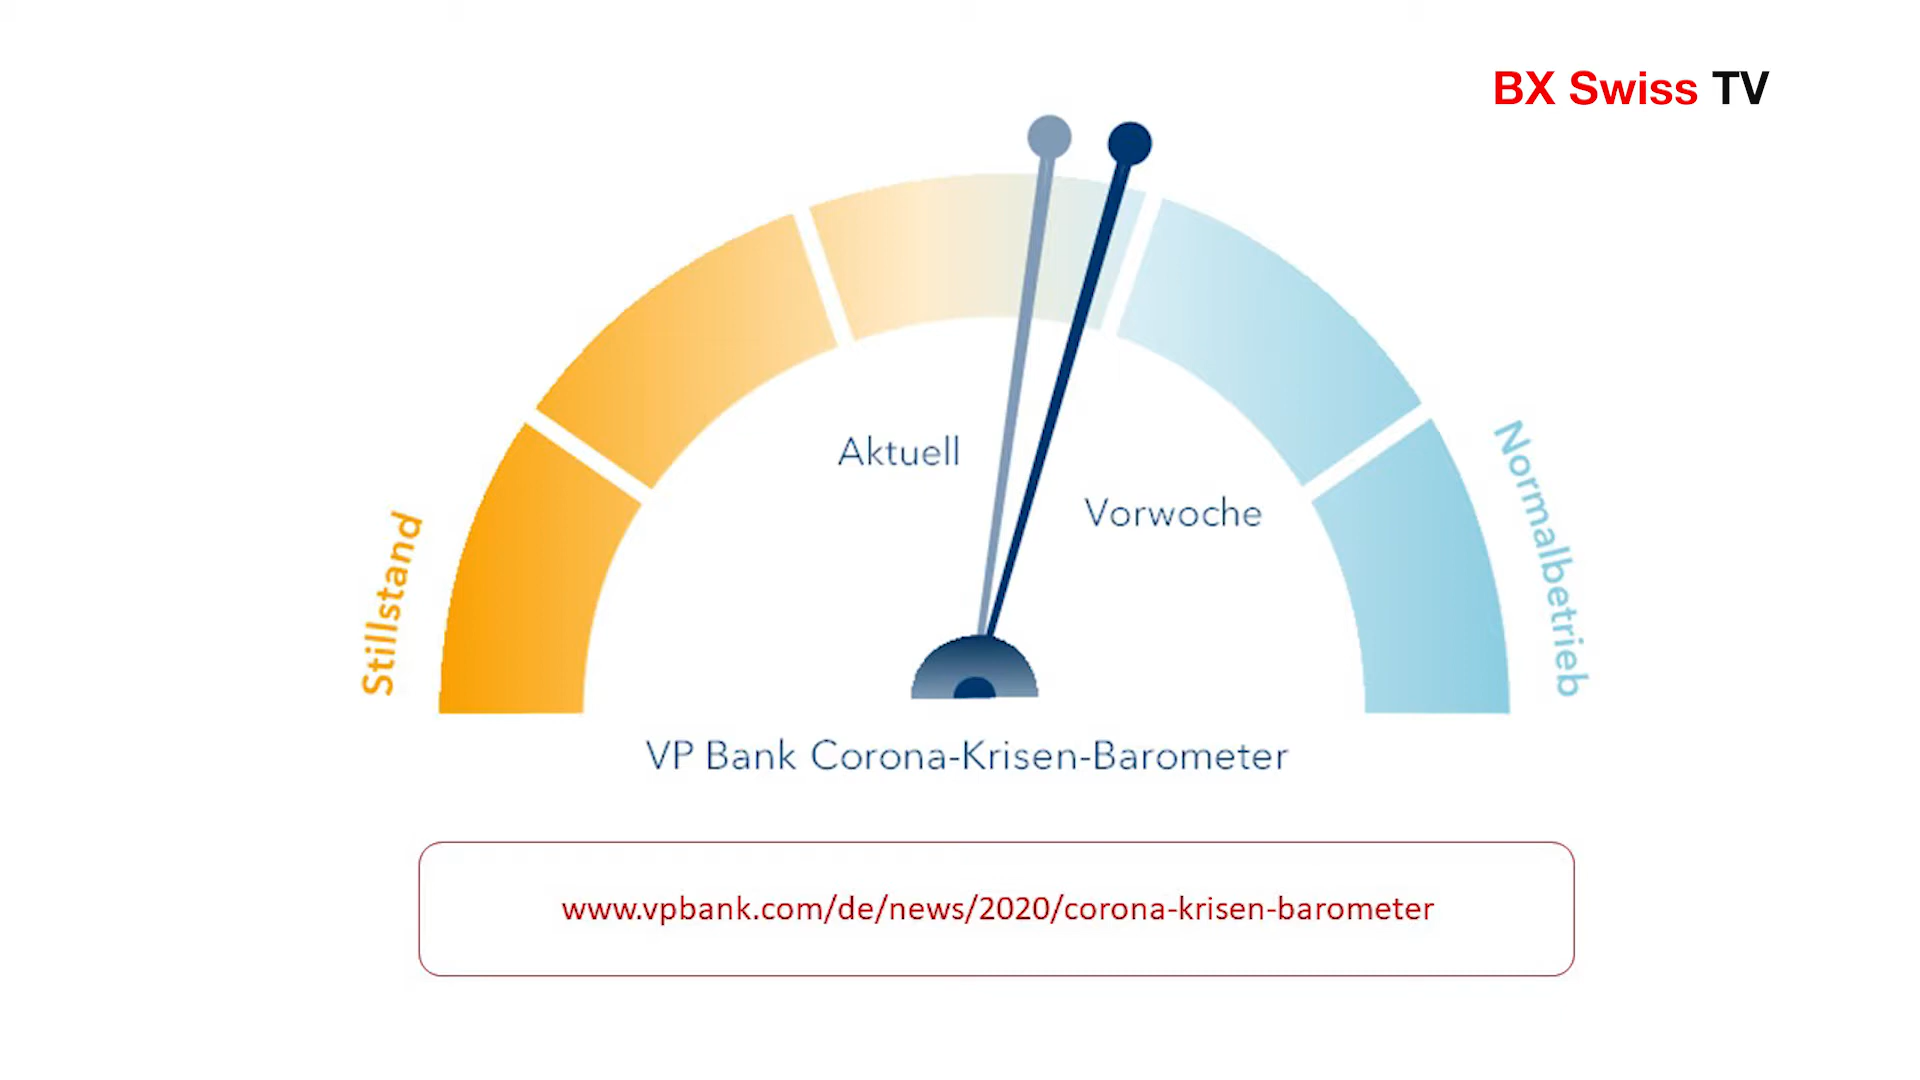 BX Swiss TV
Aktuell
Vorwoche
Stillstand
Normalbetrieb
VP Bank Corona-Krisen-Barometer
www.vpbank.com/de/news/2020/corona-krisen-barometer